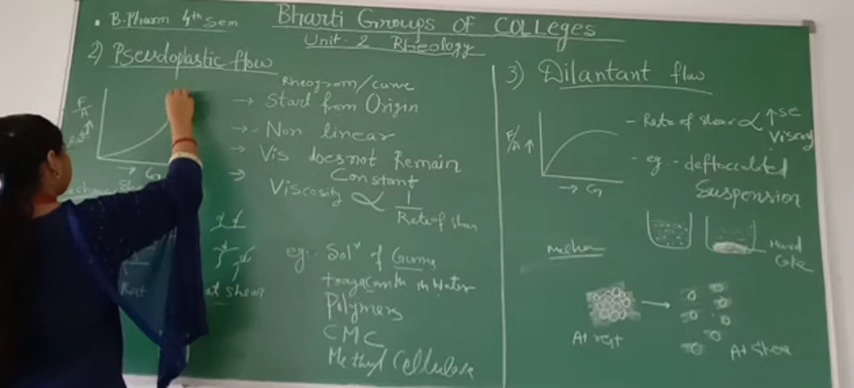 B. Pharm 4th Sem
Bharti Groups of COLLEGES
Unit-2 Rheology
2) Pseudoplastic flow
F/A
→ G
Rheogram/curve
→ Start from Origin
→ Non linear
→ Vis does not Remain
Constant
→ Viscosity ∝ 1/Rate of shear
at shear
eg:- Solⁿ of Gums
tragacanth in Water
Polymers
CMC
Methyl Cellulose
3) Dilantant flow
F/A ↑
→ G
- Rate of shear ∝ ↑se
Viscosity
- eg:- deflocculated
Suspension
Hard
Cake
At rest
At Shear